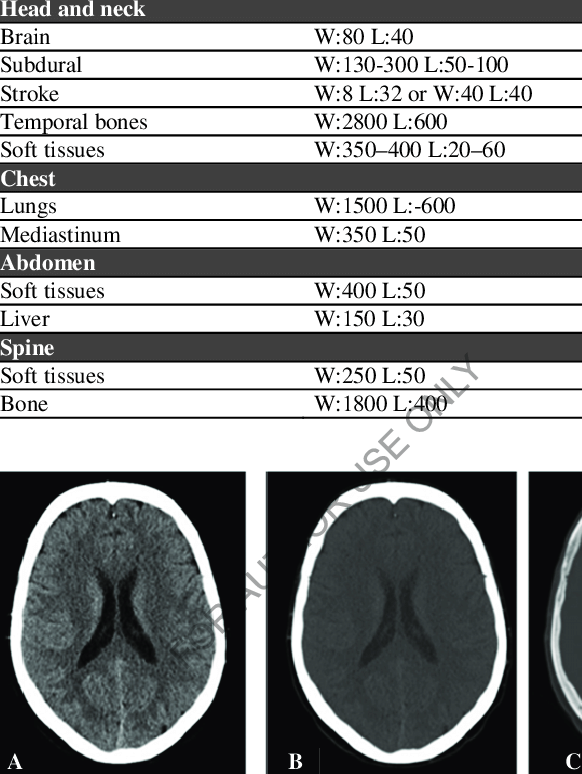 Head and neck
Brain W:80 L:40
Subdural W:130-300 L:50-100
Stroke W:8 L:32 or W:40 L:40
Temporal bones W:2800 L:600
Soft tissues W:350–400 L:20–60
Chest
Lungs W:1500 L:-600
Mediastinum W:350 L:50
Abdomen
Soft tissues W:400 L:50
Liver W:150 L:30
Spine
Soft tissues W:250 L:50
Bone W:1800 L:400
USE ONLY
A B C